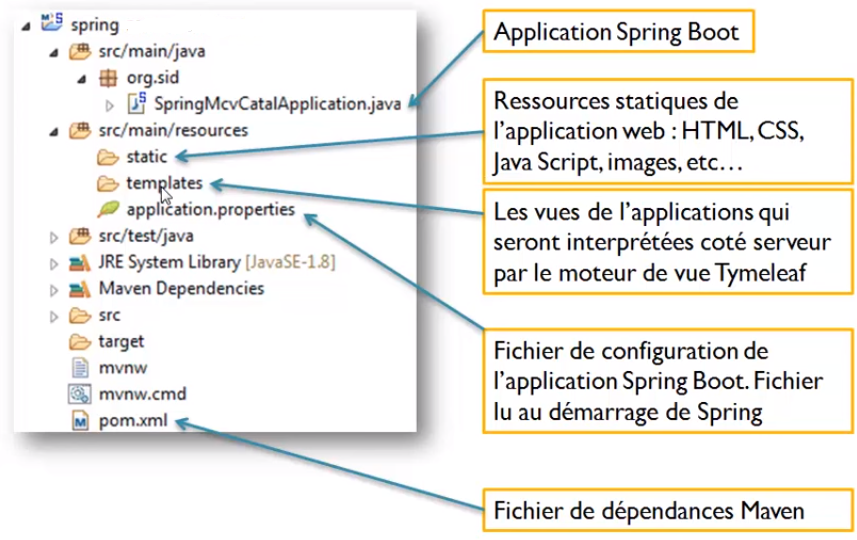 spring
src/main/java
org.sid
SpringMcvCatalApplication.java
src/main/resources
static
templates
application.properties
src/test/java
JRE System Library [JavaSE-1.8]
Maven Dependencies
src
target
mvnw
mvnw.cmd
pom.xml
Application Spring Boot
Ressources statiques de
l'application web : HTML, CSS,
Java Script, images, etc…
Les vues de l'applications qui
seront interprétées coté serveur
par le moteur de vue Tymeleaf
Fichier de configuration de
l'application Spring Boot. Fichier
lu au démarrage de Spring
Fichier de dépendances Maven